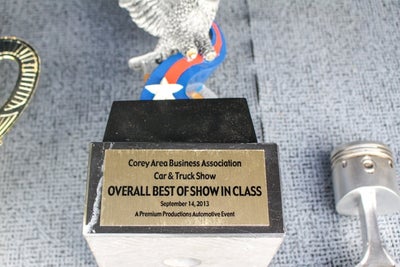 Corey Area Business Association
Car & Truck Show
OVERALL BEST OF SHOW IN CLASS
September 14, 2013
A Premium Productions Automotive Event